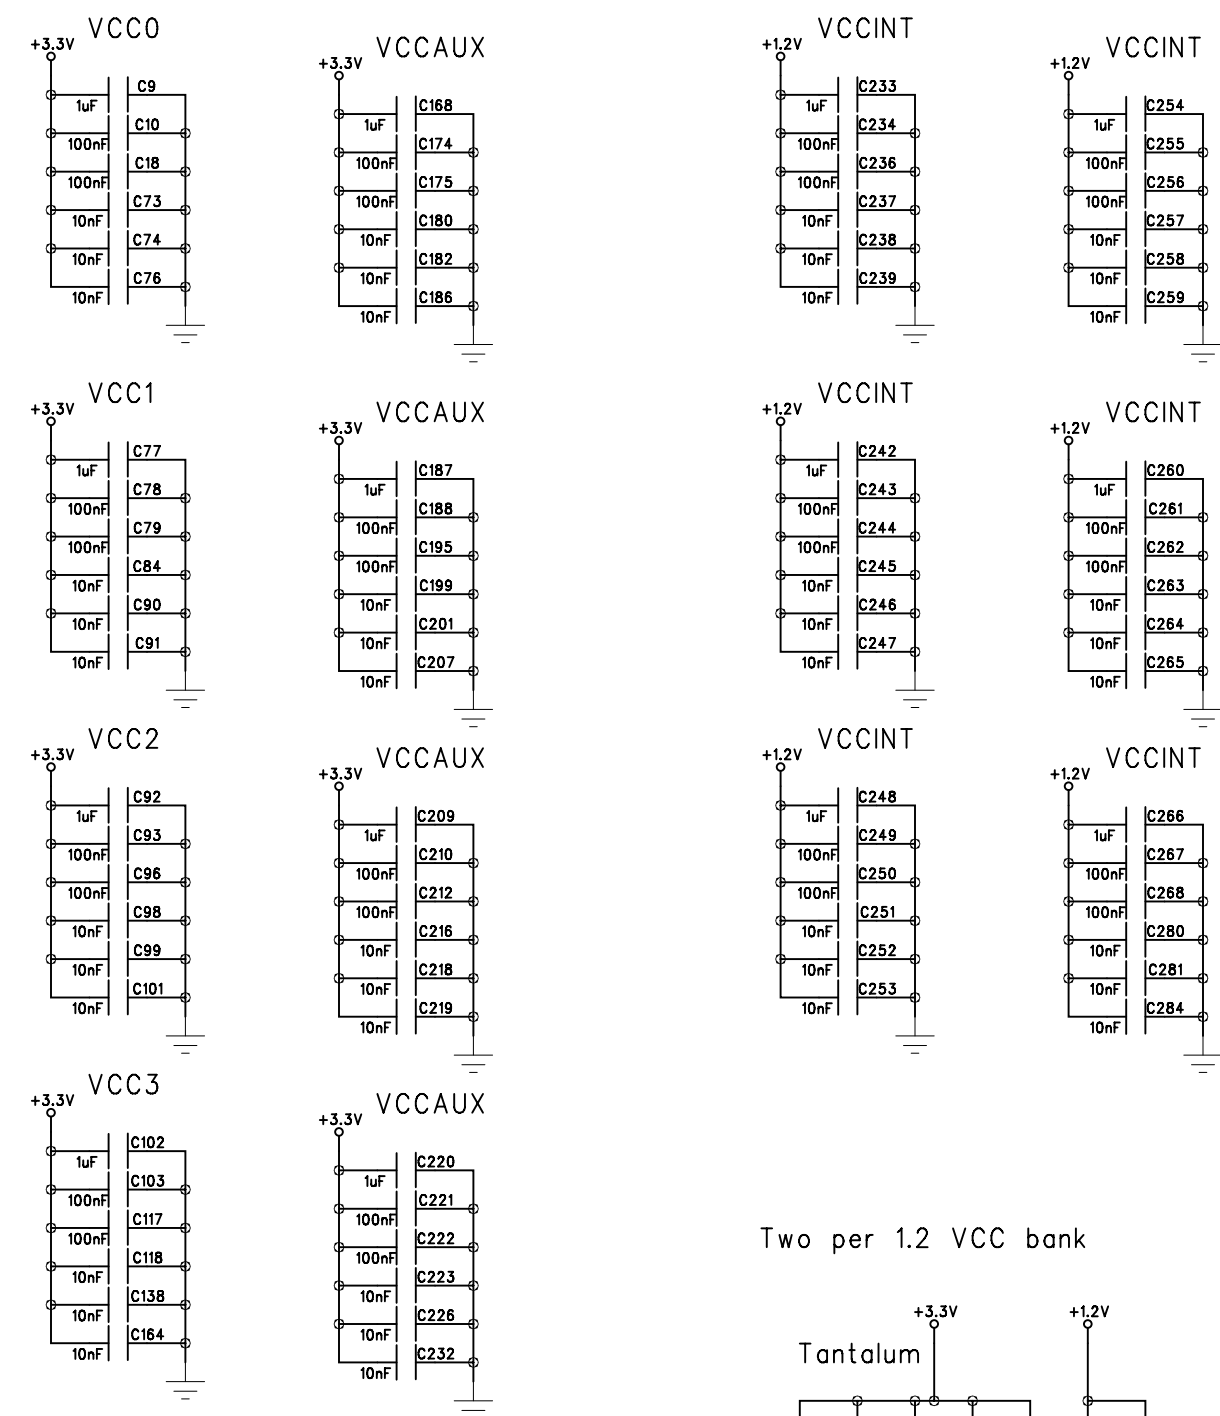 VCC0
+3.3V
C9
1uF
C10
100nF
C18
100nF
C73
10nF
C74
10nF
C76
10nF
VCCAUX
+3.3V
C168
1uF
C174
100nF
C175
100nF
C180
10nF
C182
10nF
C186
10nF
VCCINT
+1.2V
C233
1uF
C234
100nF
C236
100nF
C237
10nF
C238
10nF
C239
10nF
VCCINT
+1.2V
C254
1uF
C255
100nF
C256
100nF
C257
10nF
C258
10nF
C259
10nF
VCC1
+3.3V
C77
1uF
C78
100nF
C79
100nF
C84
10nF
C90
10nF
C91
10nF
VCCAUX
+3.3V
C187
1uF
C188
100nF
C195
100nF
C199
10nF
C201
10nF
C207
10nF
VCCINT
+1.2V
C242
1uF
C243
100nF
C244
100nF
C245
10nF
C246
10nF
C247
10nF
VCCINT
+1.2V
C260
1uF
C261
100nF
C262
100nF
C263
10nF
C264
10nF
C265
10nF
VCC2
+3.3V
C92
1uF
C93
100nF
C96
100nF
C98
10nF
C99
10nF
C101
10nF
VCCAUX
+3.3V
C209
1uF
C210
100nF
C212
100nF
C216
10nF
C218
10nF
C219
10nF
VCCINT
+1.2V
C248
1uF
C249
100nF
C250
100nF
C251
10nF
C252
10nF
C253
10nF
VCCINT
+1.2V
C266
1uF
C267
100nF
C268
100nF
C280
10nF
C281
10nF
C284
10nF
VCC3
+3.3V
C102
1uF
C103
100nF
C117
100nF
C118
10nF
C138
10nF
C164
10nF
VCCAUX
+3.3V
C220
1uF
C221
100nF
C222
100nF
C223
10nF
C226
10nF
C232
10nF
Two per 1.2 VCC bank
+3.3V
+1.2V
Tantalum